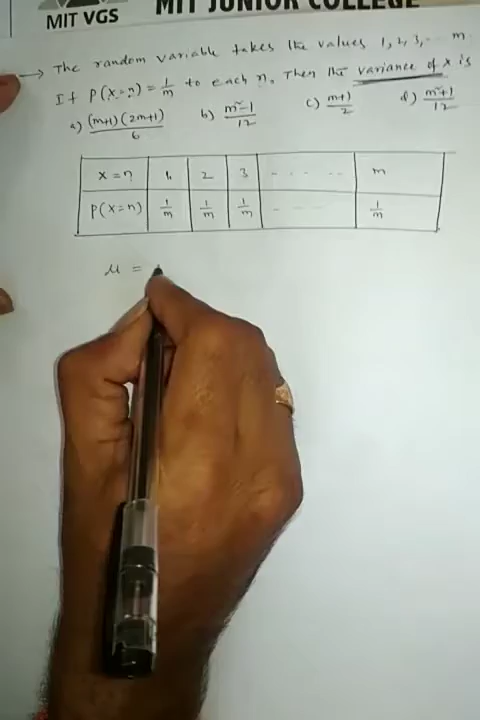 MIT VGS MIT JUNIOR COLLEGE
→ The random variable takes the values 1, 2, 3, ... m
If P(x=n) = 1/m to each n. Then the variance of x is
a) (m+1)(2m+1)/6 b) (m²-1)/12 c) (m+1)/2 d) (m²+1)/12
x=n 1 2 3 ...... m
P(x=n) 1/m 1/m 1/m ... 1/m
μ =